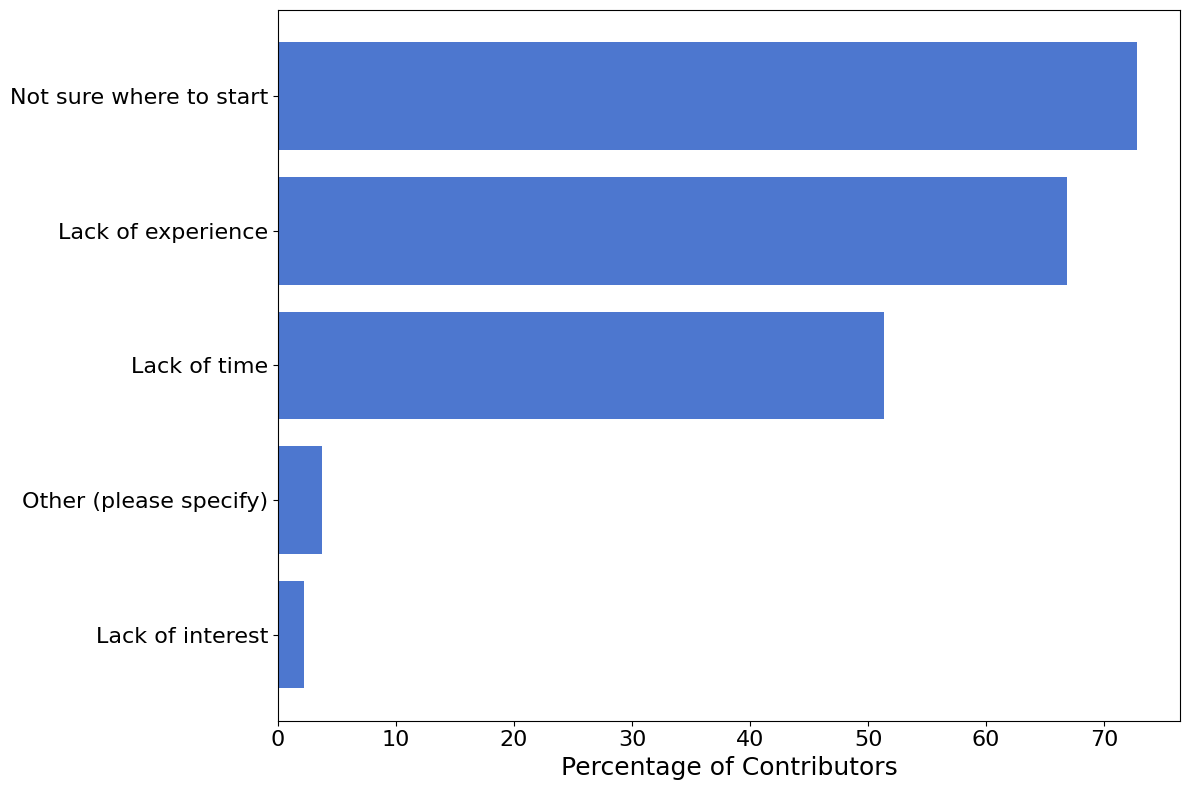 Not sure where to start
Lack of experience
Lack of time
Other (please specify)
Lack of interest
0 10 20 30 40 50 60 70
Percentage of Contributors